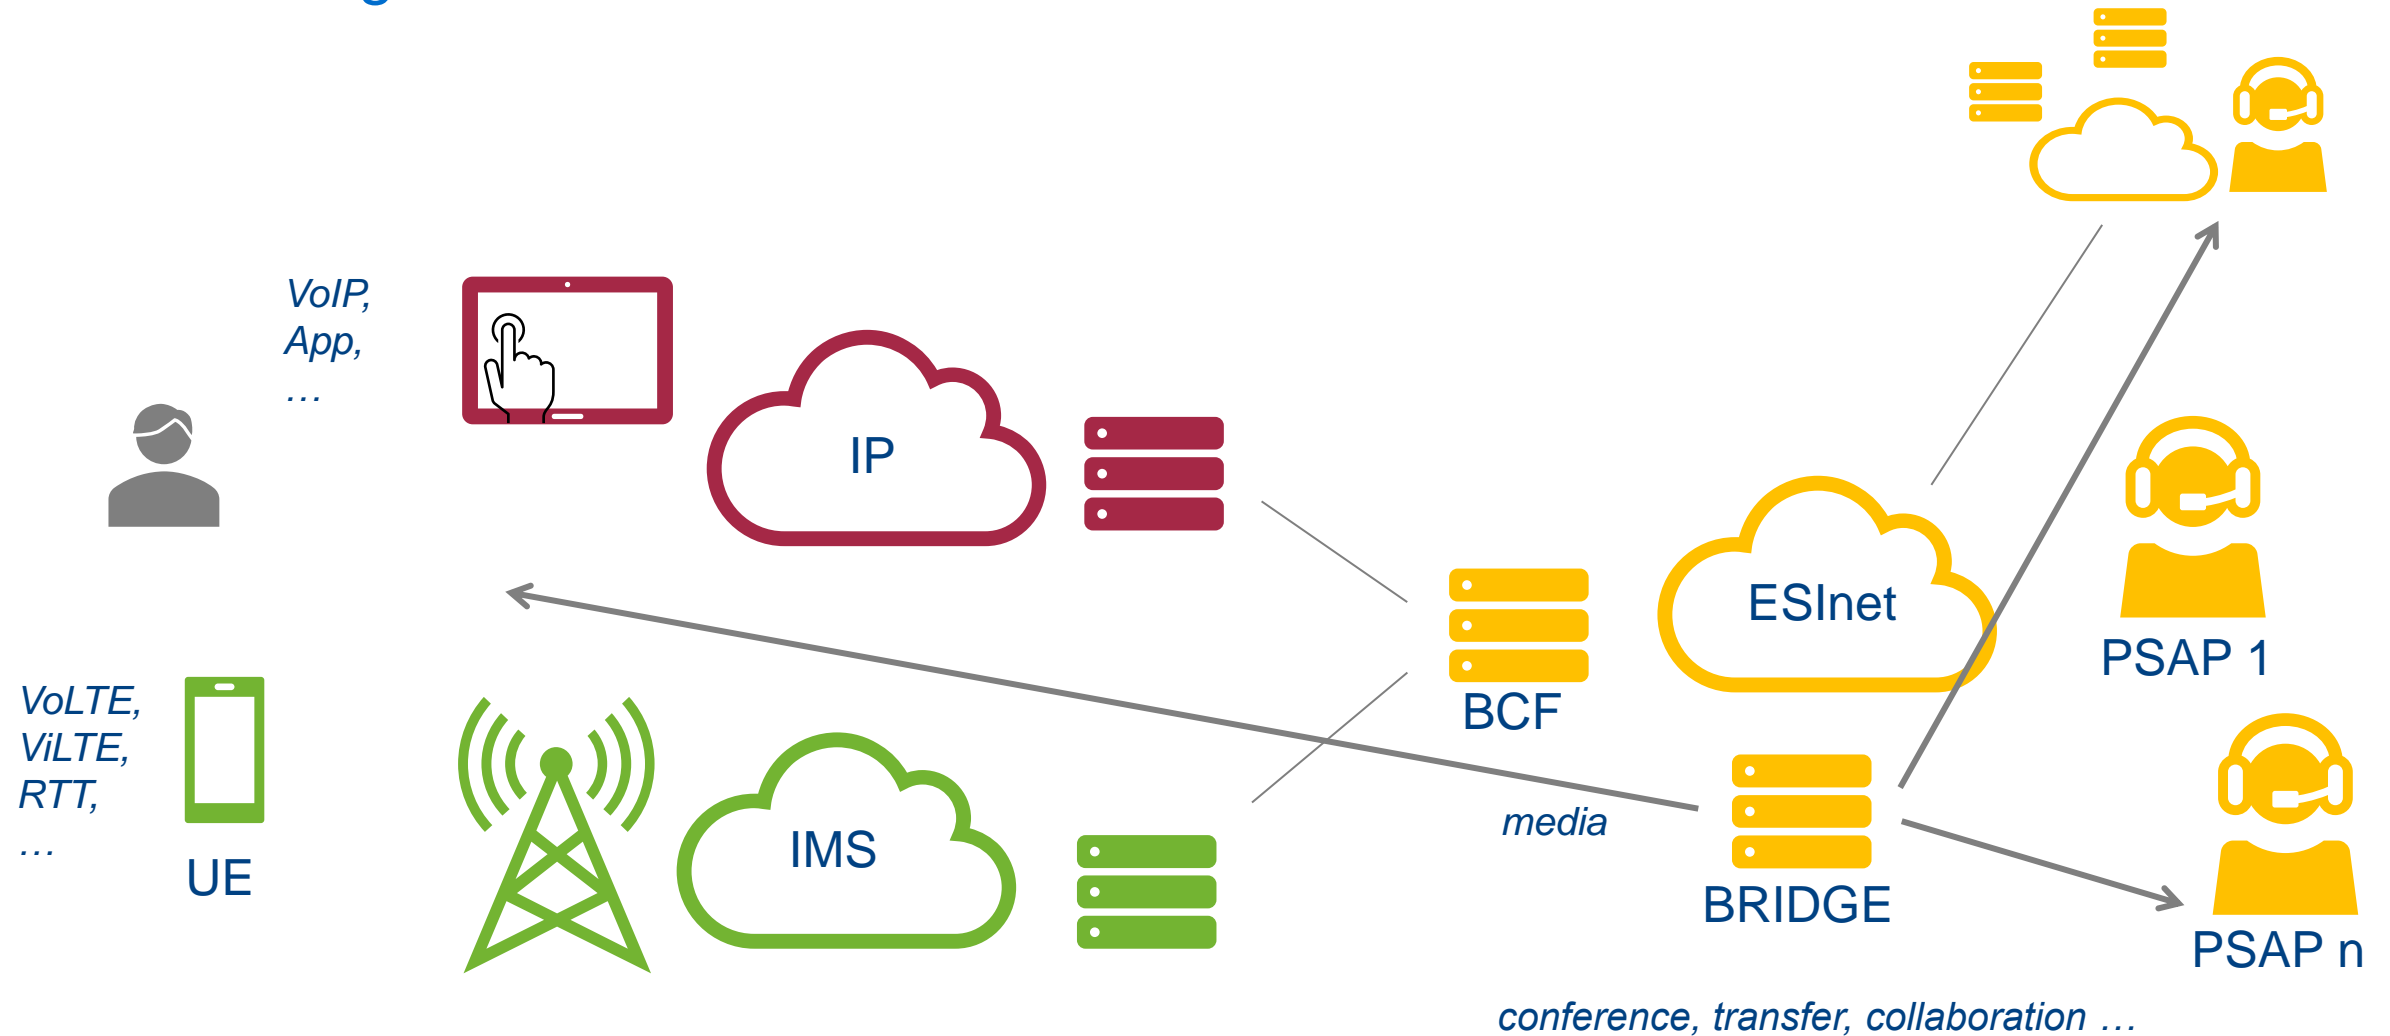 VoIP,
App,
…
IP
ESInet
PSAP 1
BCF
VoLTE,
ViLTE,
RTT,
…
UE
IMS
media
BRIDGE
PSAP n
conference, transfer, collaboration …